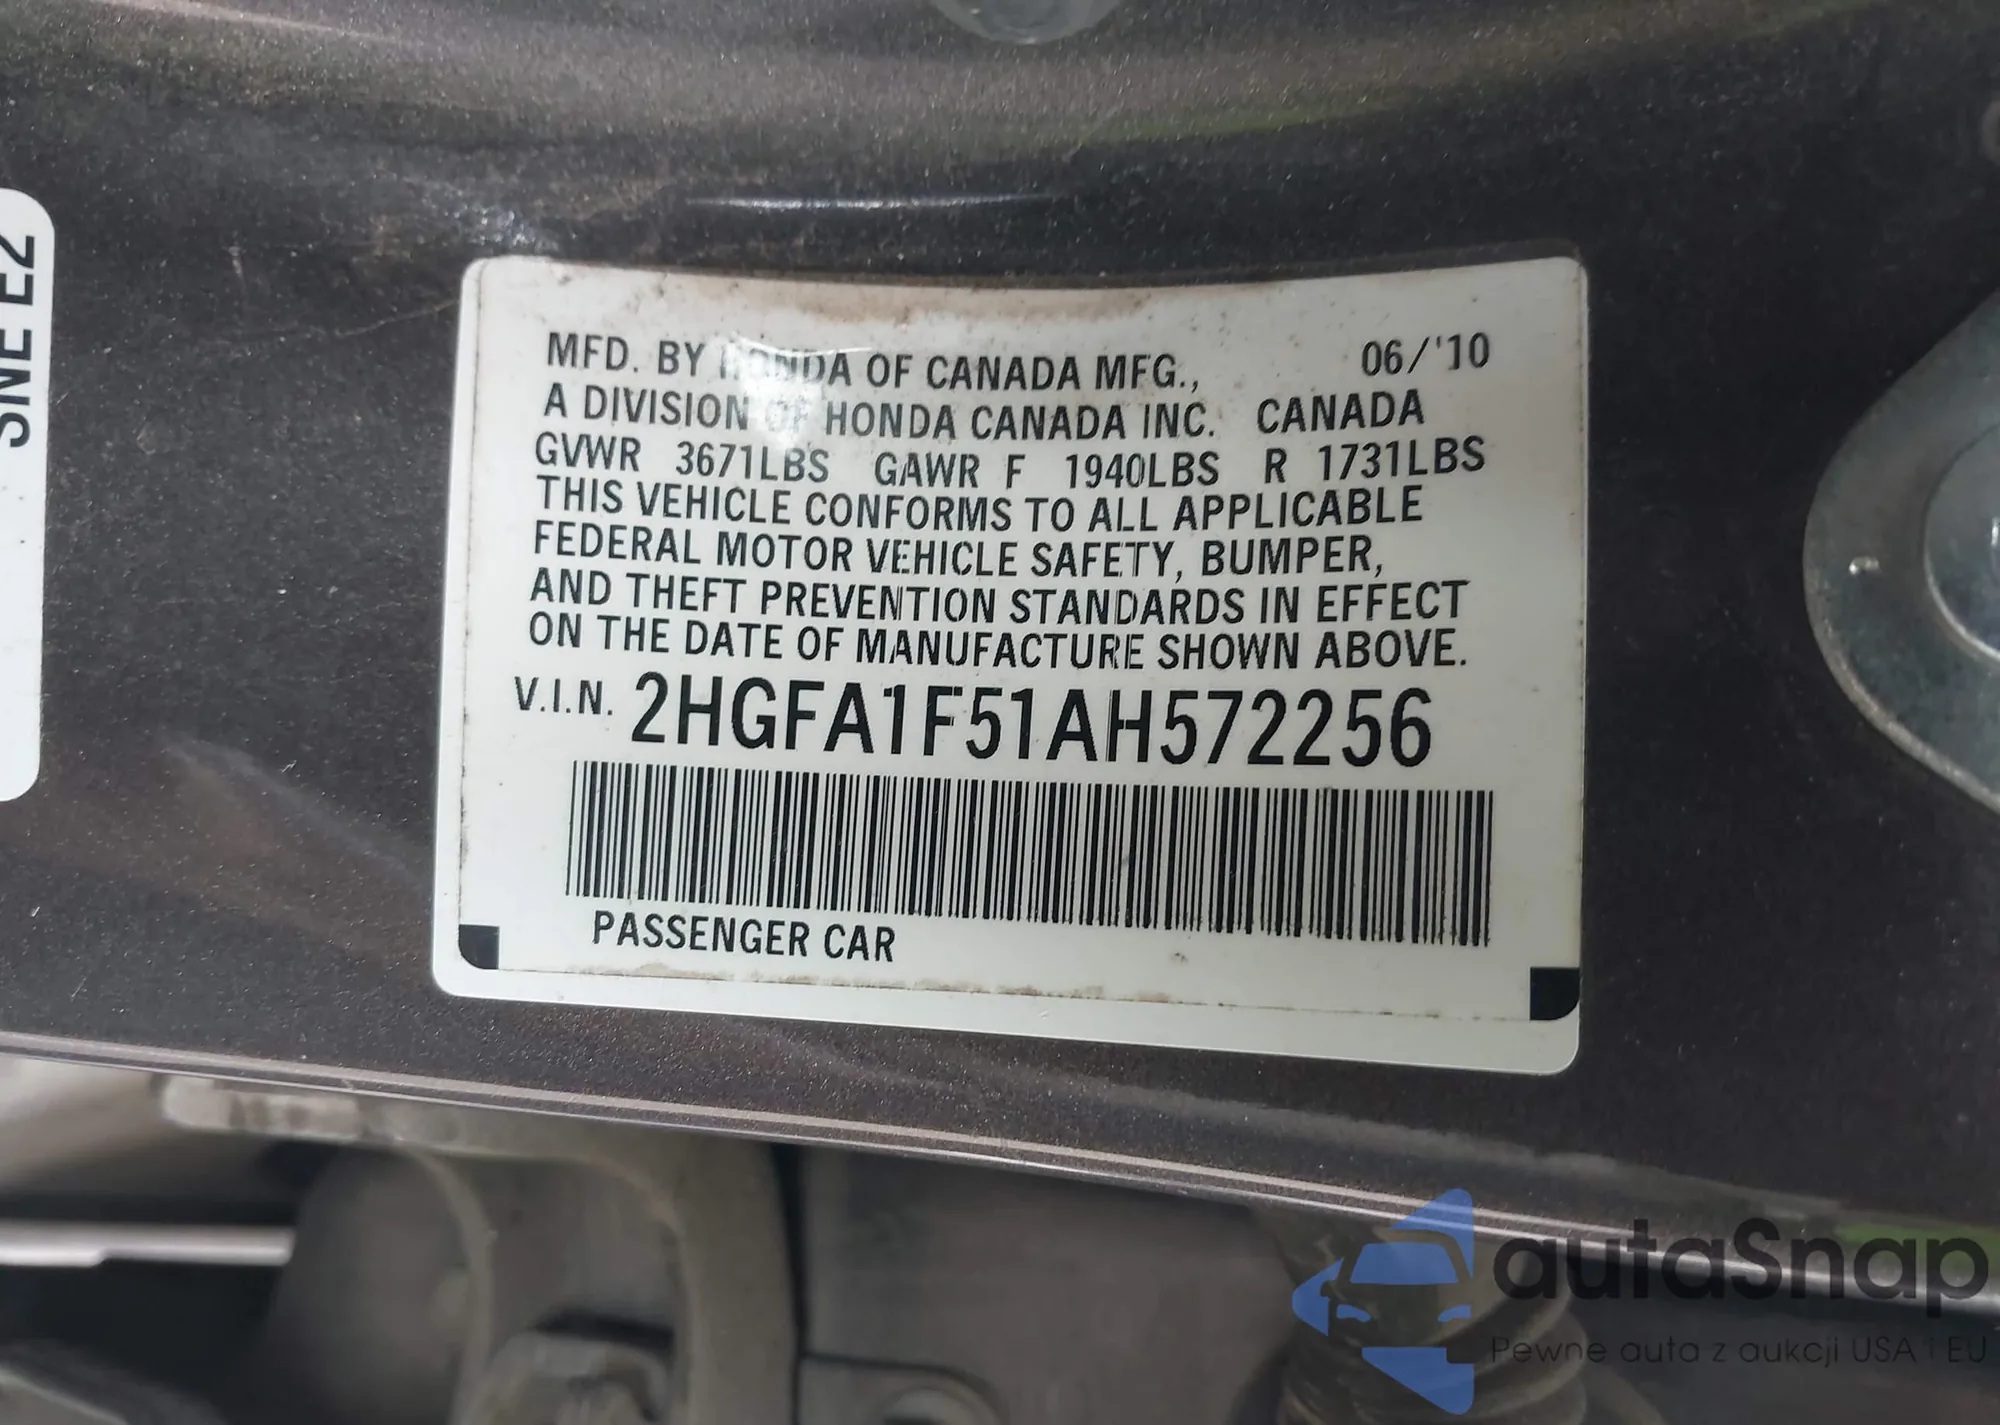 SNE E2
MFD. BY HONDA OF CANADA MFG., 06/'10
A DIVISION OF HONDA CANADA INC. CANADA
GVWR 3671LBS GAWR F 1940LBS R 1731LBS
THIS VEHICLE CONFORMS TO ALL APPLICABLE
FEDERAL MOTOR VEHICLE SAFETY, BUMPER,
AND THEFT PREVENTION STANDARDS IN EFFECT
ON THE DATE OF MANUFACTURE SHOWN ABOVE.
V.I.N. 2HGFA1F51AH572256
PASSENGER CAR
autaSnap
Pewne auta z aukcji USA i EU